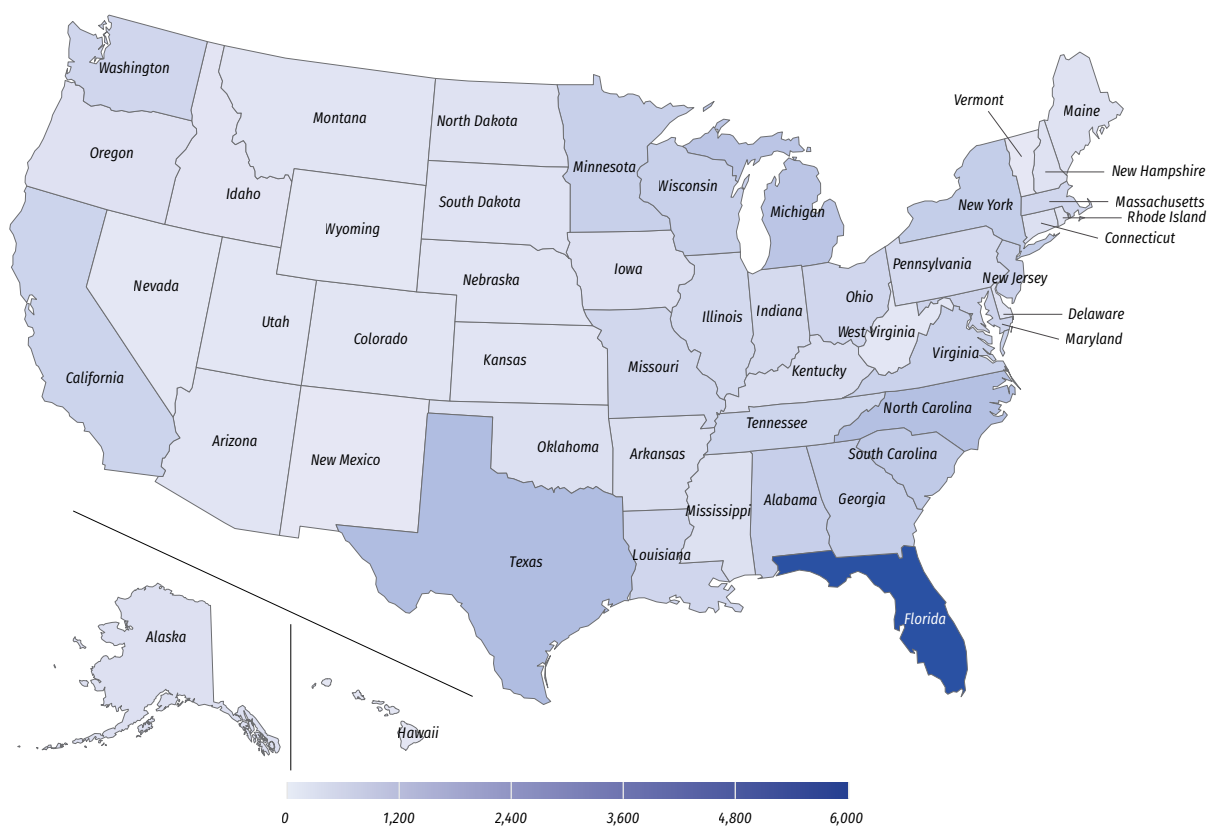 Washington
Montana
North Dakota
Minnesota
Vermont
Maine
Oregon
Idaho
South Dakota
Wisconsin
Michigan
New York
New Hampshire
Massachusetts
Rhode Island
Connecticut
Wyoming
Nevada
Nebraska
Iowa
Pennsylvania
New Jersey
Utah
Colorado
Illinois
Indiana
Ohio
West Virginia
Delaware
Maryland
California
Kansas
Missouri
Kentucky
Virginia
Arizona
New Mexico
Oklahoma
Arkansas
Tennessee
North Carolina
South Carolina
Mississippi
Alabama
Georgia
Texas
Louisiana
Florida
Alaska
Hawaii
0 1,200 2,400 3,600 4,800 6,000